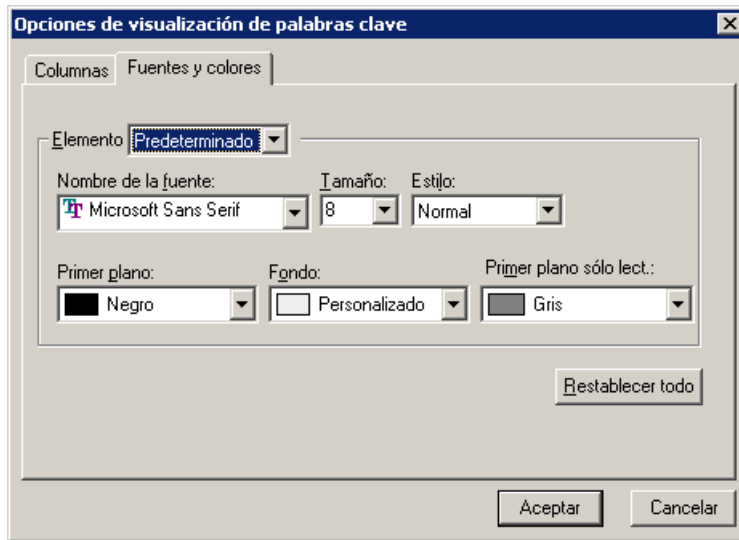 Opciones de visualización de palabras clave
Columnas Fuentes y colores
Elemento Predeterminado
Nombre de la fuente: Tamaño: Estilo:
Microsoft Sans Serif 8 Normal
Primer plano: Fondo: Primer plano sólo lect.:
Negro Personalizado Gris
Restablecer todo
Aceptar Cancelar